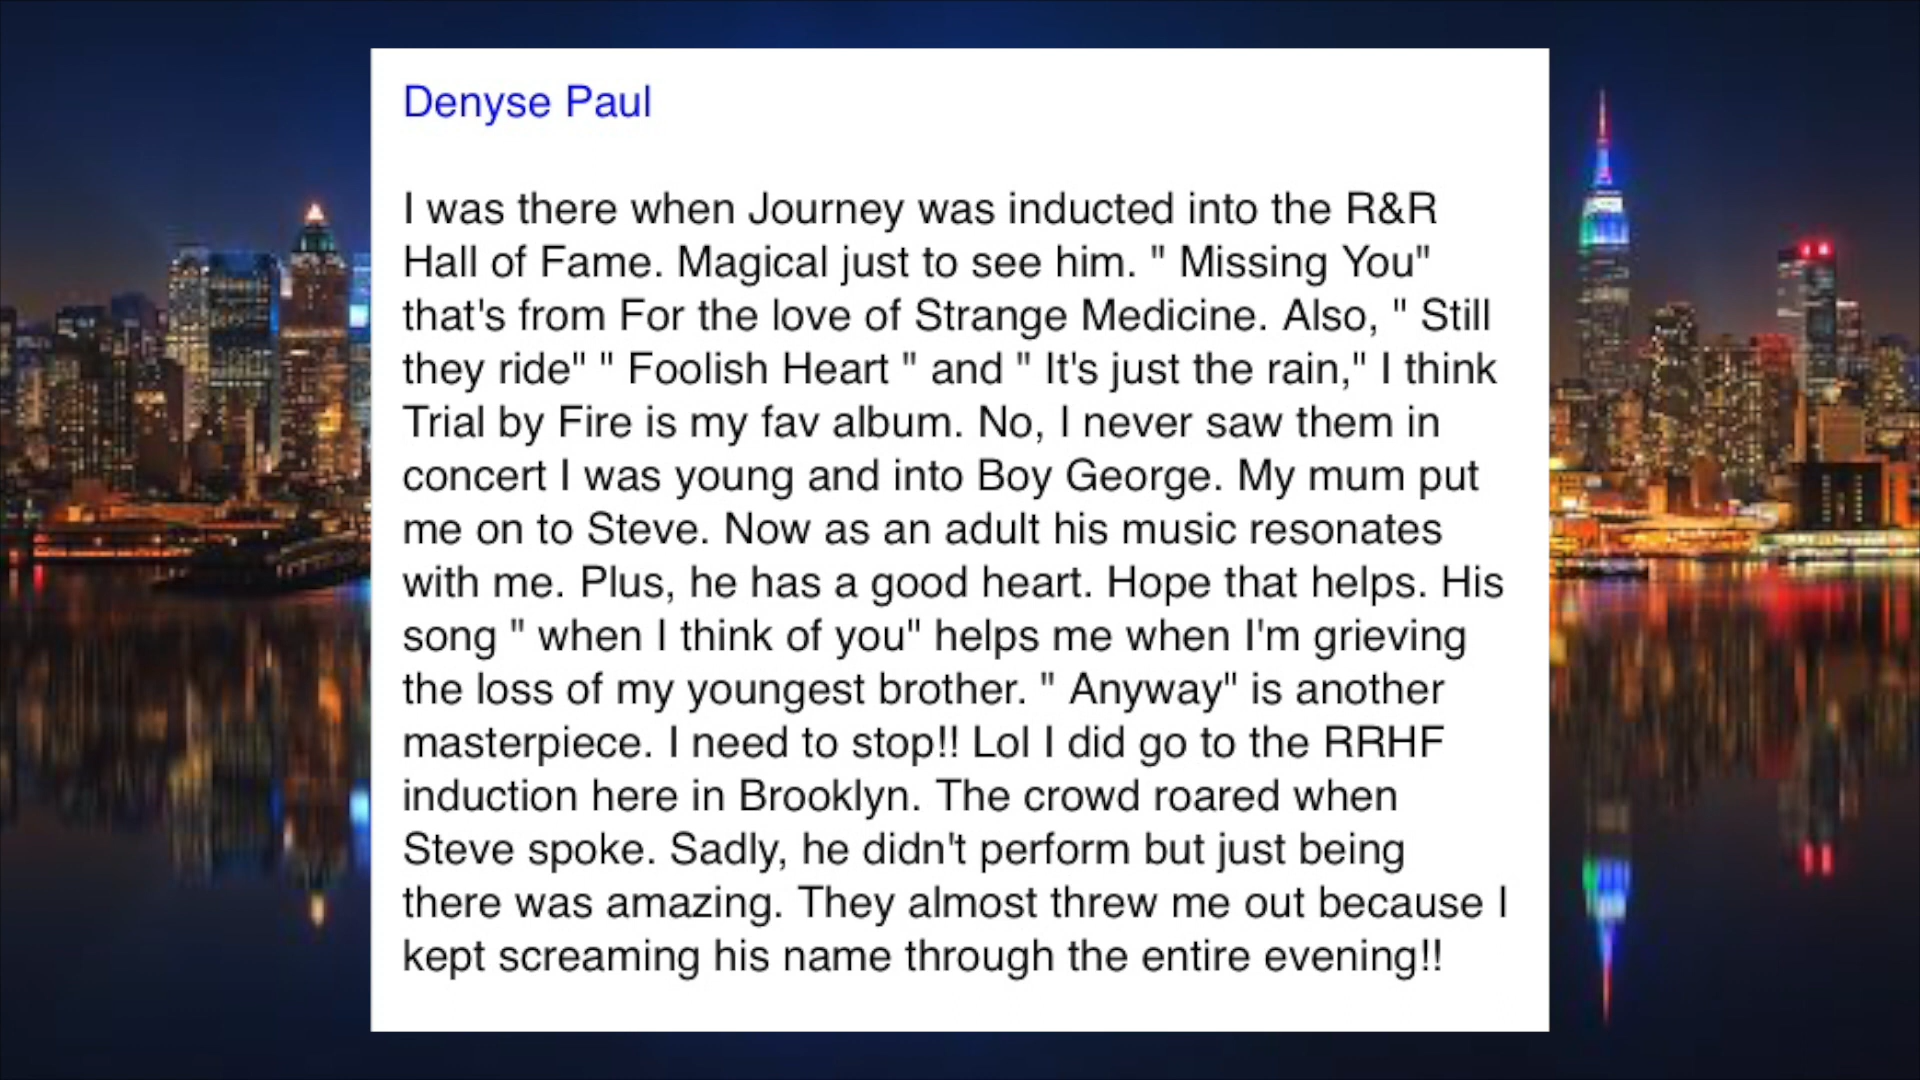 Denyse Paul
I was there when Journey was inducted into the R&R
Hall of Fame. Magical just to see him. " Missing You"
that's from For the love of Strange Medicine. Also, " Still
they ride" " Foolish Heart " and " It's just the rain," I think
Trial by Fire is my fav album. No, I never saw them in
concert I was young and into Boy George. My mum put
me on to Steve. Now as an adult his music resonates
with me. Plus, he has a good heart. Hope that helps. His
song " when I think of you" helps me when I'm grieving
the loss of my youngest brother. " Anyway" is another
masterpiece. I need to stop!! Lol I did go to the RRHF
induction here in Brooklyn. The crowd roared when
Steve spoke. Sadly, he didn't perform but just being
there was amazing. They almost threw me out because I
kept screaming his name through the entire evening!!